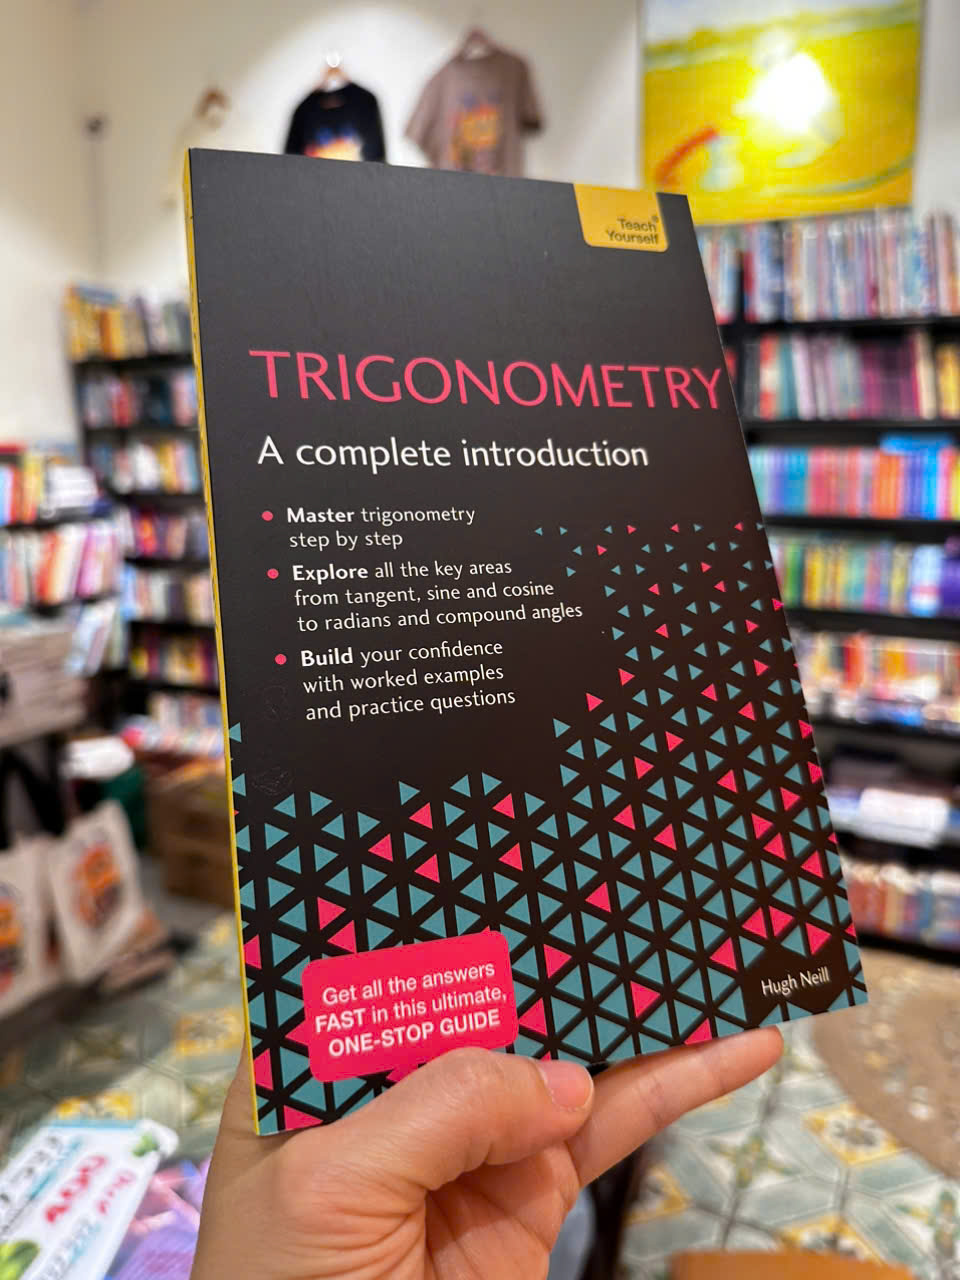 Teach®
Yourself
TRIGONOMETRY
A complete introduction
• Master trigonometry
step by step
• Explore all the key areas
from tangent, sine and cosine
to radians and compound angles
• Build your confidence
with worked examples
and practice questions
Get all the answers
FAST in this ultimate,
ONE-STOP GUIDE
Hugh Neill